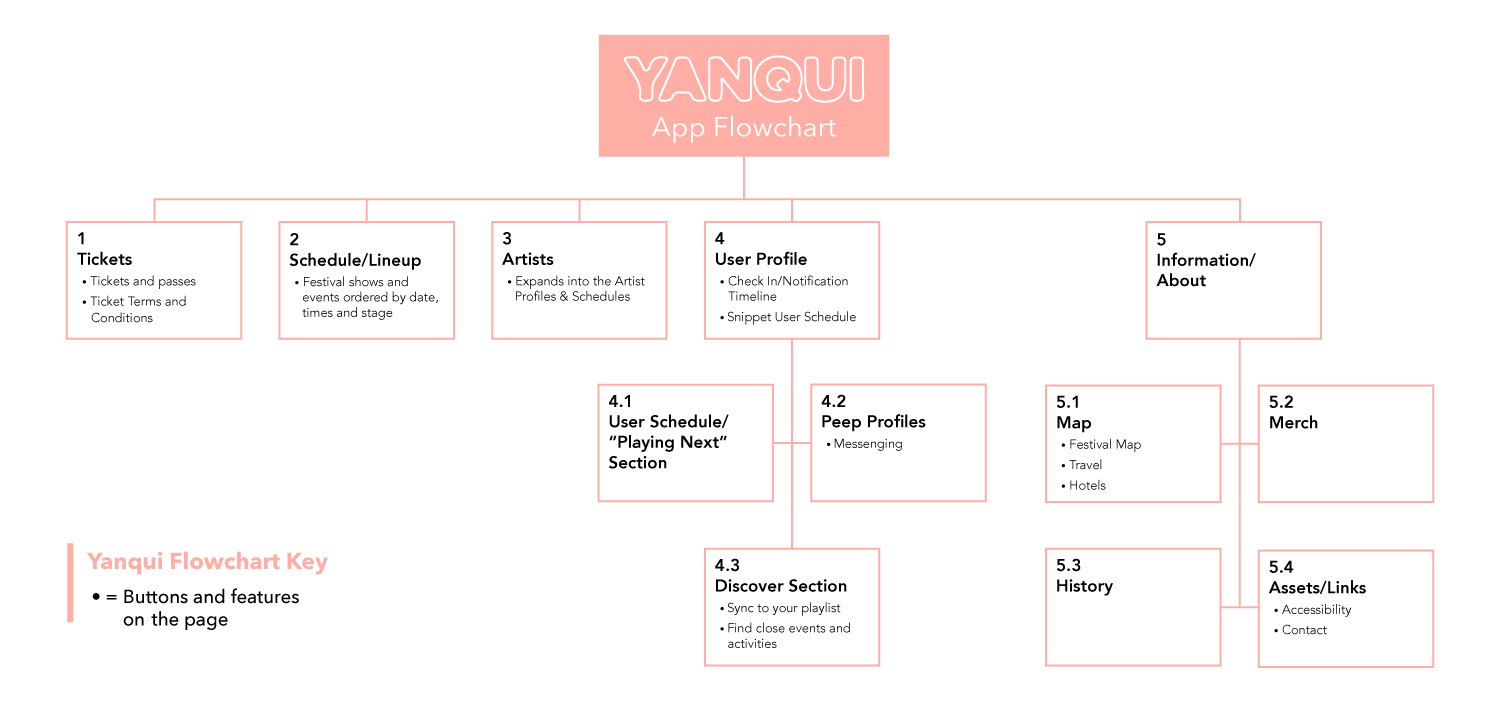 YANQUI
App Flowchart
1
Tickets
• Tickets and passes
• Ticket Terms and
Conditions
2
Schedule/Lineup
• Festival shows and
events ordered by date,
times and stage
3
Artists
• Expands into the Artist
Profiles & Schedules
4
User Profile
• Check In/Notification
Timeline
• Snippet User Schedule
5
Information/
About
4.1
User Schedule/
“Playing Next”
Section
4.2
Peep Profiles
• Messenging
5.1
Map
• Festival Map
• Travel
• Hotels
5.2
Merch
4.3
Discover Section
• Sync to your playlist
• Find close events and
activities
5.3
History
5.4
Assets/Links
• Accessibility
• Contact
Yanqui Flowchart Key
• = Buttons and features
on the page